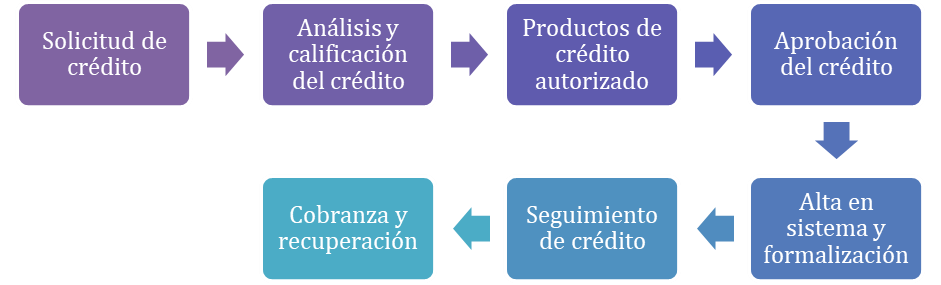 Solicitud de
crédito
Análisis y
calificación
del crédito
Productos de
crédito
autorizado
Aprobación
del crédito
Alta en
sistema y
formalización
Seguimiento
de crédito
Cobranza y
recuperación